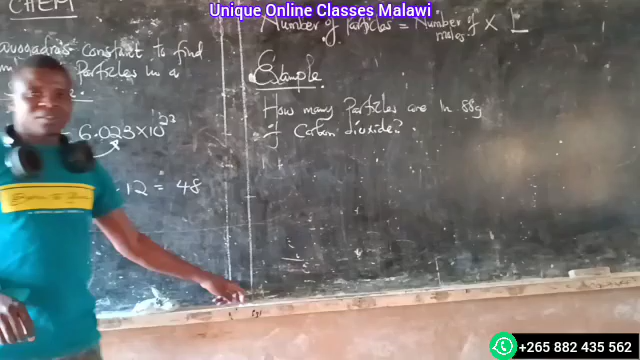 Unique Online Classes Malawi
CHEM
Number of Particles = Number of moles × L
avogadro's constant to find
Particles in a
6.023×10²³
12 = 48
Example
How many Particles are in 88g
of Carbon dioxide?
+265 882 435 562